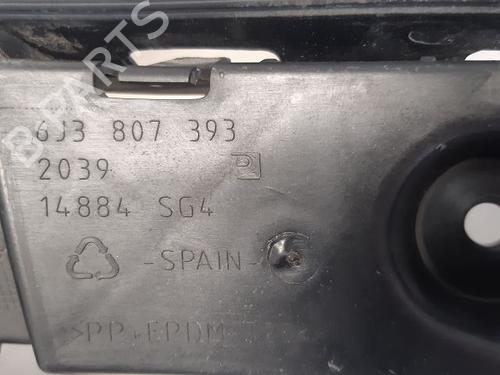 B-PARTS
6J3 807 393
2039
14884 SG4
-SPAIN-
>PP+EPDM